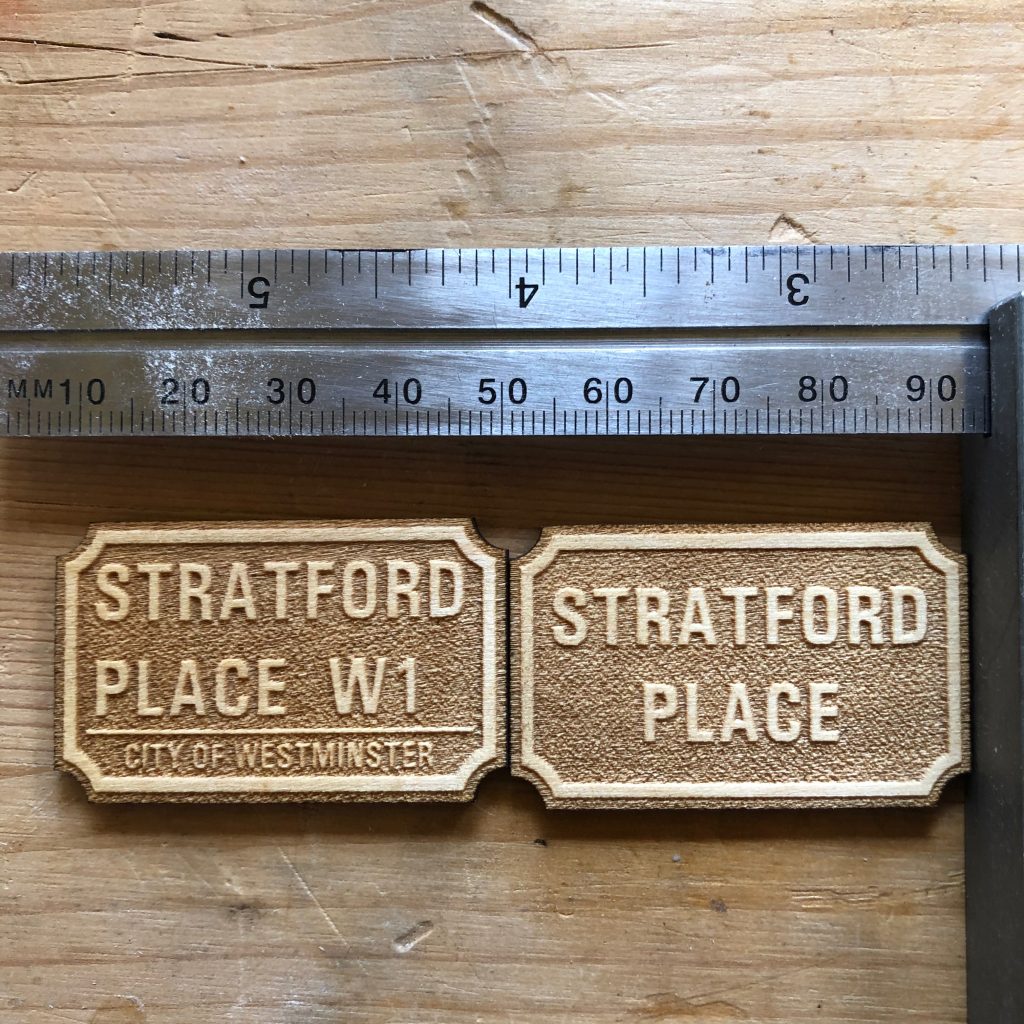 5 4 3
MM 10 20 30 40 50 60 70 80 90
STRATFORD
PLACE W1
CITY OF WESTMINSTER
STRATFORD
PLACE